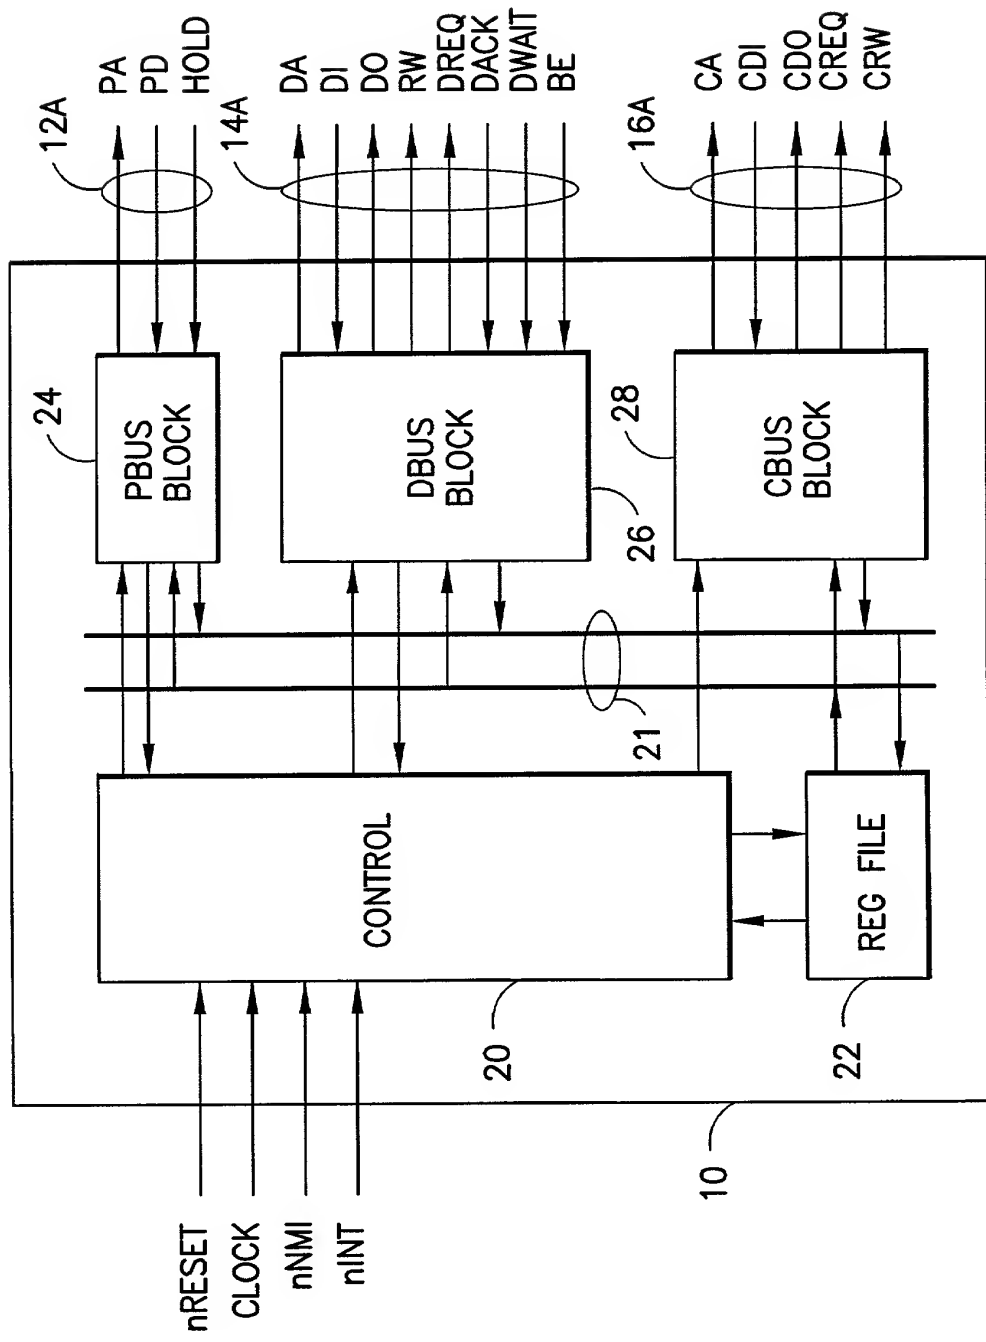 nRESET
CLOCK
nNMI
nINT
CONTROL
20
REG FILE
22
10
21
PBUS
BLOCK
24
DBUS
BLOCK
26
CBUS
BLOCK
28
12A
PA
PD
HOLD
14A
DA
DI
DO
RW
DREQ
DACK
DWAIT
BE
16A
CA
CDI
CDO
CREQ
CRW